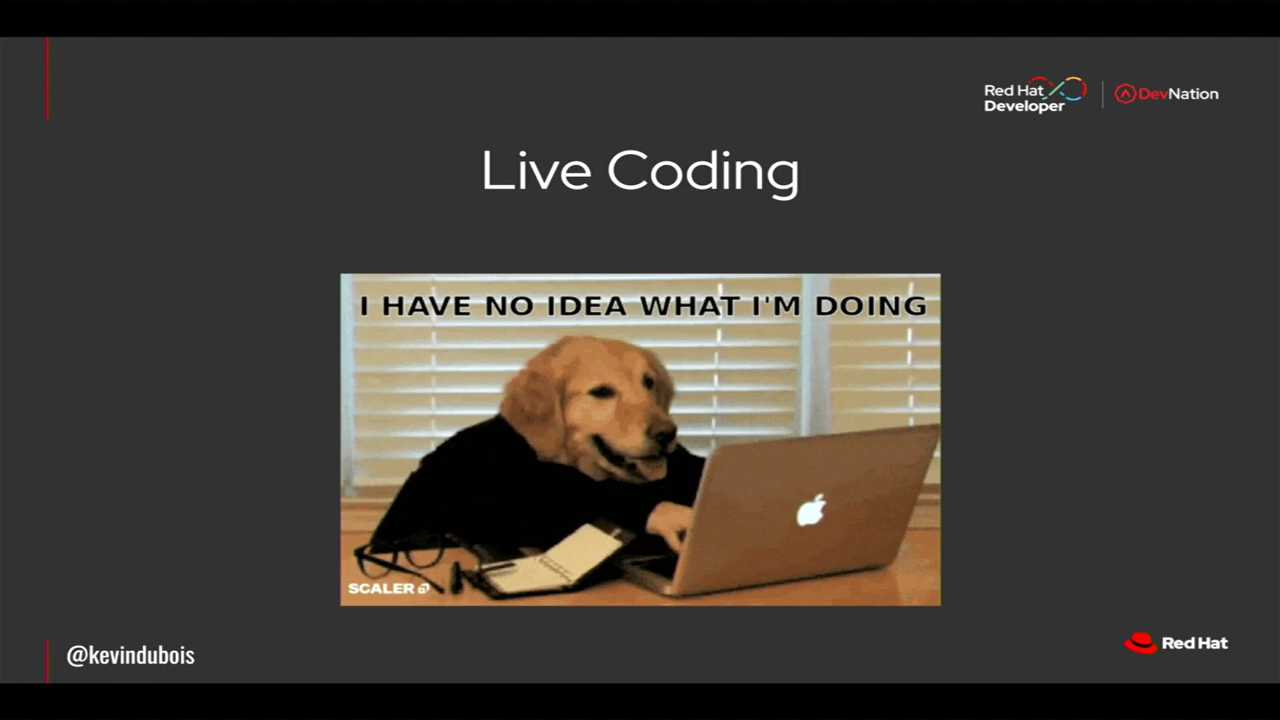 Red Hat
Developer
DevNation
Live Coding
I HAVE NO IDEA WHAT I'M DOING
SCALER
@kevindubois
Red Hat